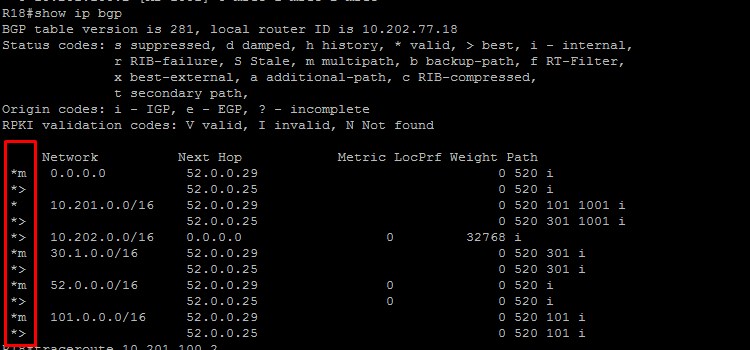 R18#show ip bgp
BGP table version is 281, local router ID is 10.202.77.18
Status codes: s suppressed, d damped, h history, * valid, > best, i - internal,
r RIB-failure, S Stale, m multipath, b backup-path, f RT-Filter,
x best-external, a additional-path, c RIB-compressed,
t secondary path,
Origin codes: i - IGP, e - EGP, ? - incomplete
RPKI validation codes: V valid, I invalid, N Not found
Network Next Hop Metric LocPrf Weight Path
*m 0.0.0.0 52.0.0.29 0 520 i
*> 52.0.0.25 0 520 i
* 10.201.0.0/16 52.0.0.29 0 520 101 1001 i
*> 52.0.0.25 0 520 301 1001 i
*> 10.202.0.0/16 0.0.0.0 0 32768 i
*m 30.1.0.0/16 52.0.0.29 0 520 301 i
*> 52.0.0.25 0 520 301 i
*m 52.0.0.0/16 52.0.0.29 0 0 520 i
*> 52.0.0.25 0 0 520 i
*m 101.0.0.0/16 52.0.0.29 0 520 101 i
*> 52.0.0.25 0 520 101 i
R18#traceroute 10.201.100.2